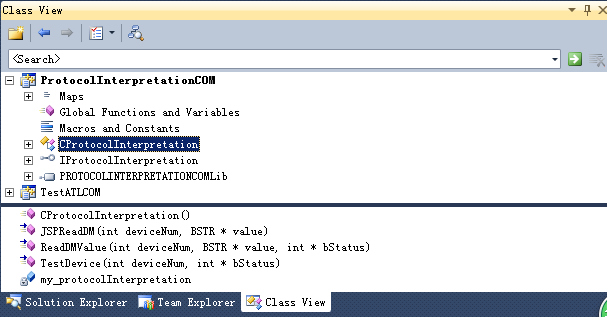 Class View
<Search>
ProtocolInterpretationCOM
Maps
Global Functions and Variables
Macros and Constants
CProtocolInterpretation
IProtocolInterpretation
PROTOCOLINTERPRETATIONCOMLib
TestATLCOM
CProtocolInterpretation()
JSPReadDM(int deviceNum, BSTR * value)
ReadDMValue(int deviceNum, BSTR * value, int * bStatus)
TestDevice(int deviceNum, int * bStatus)
my_protocolInterpretation
Solution Explorer Team Explorer Class View